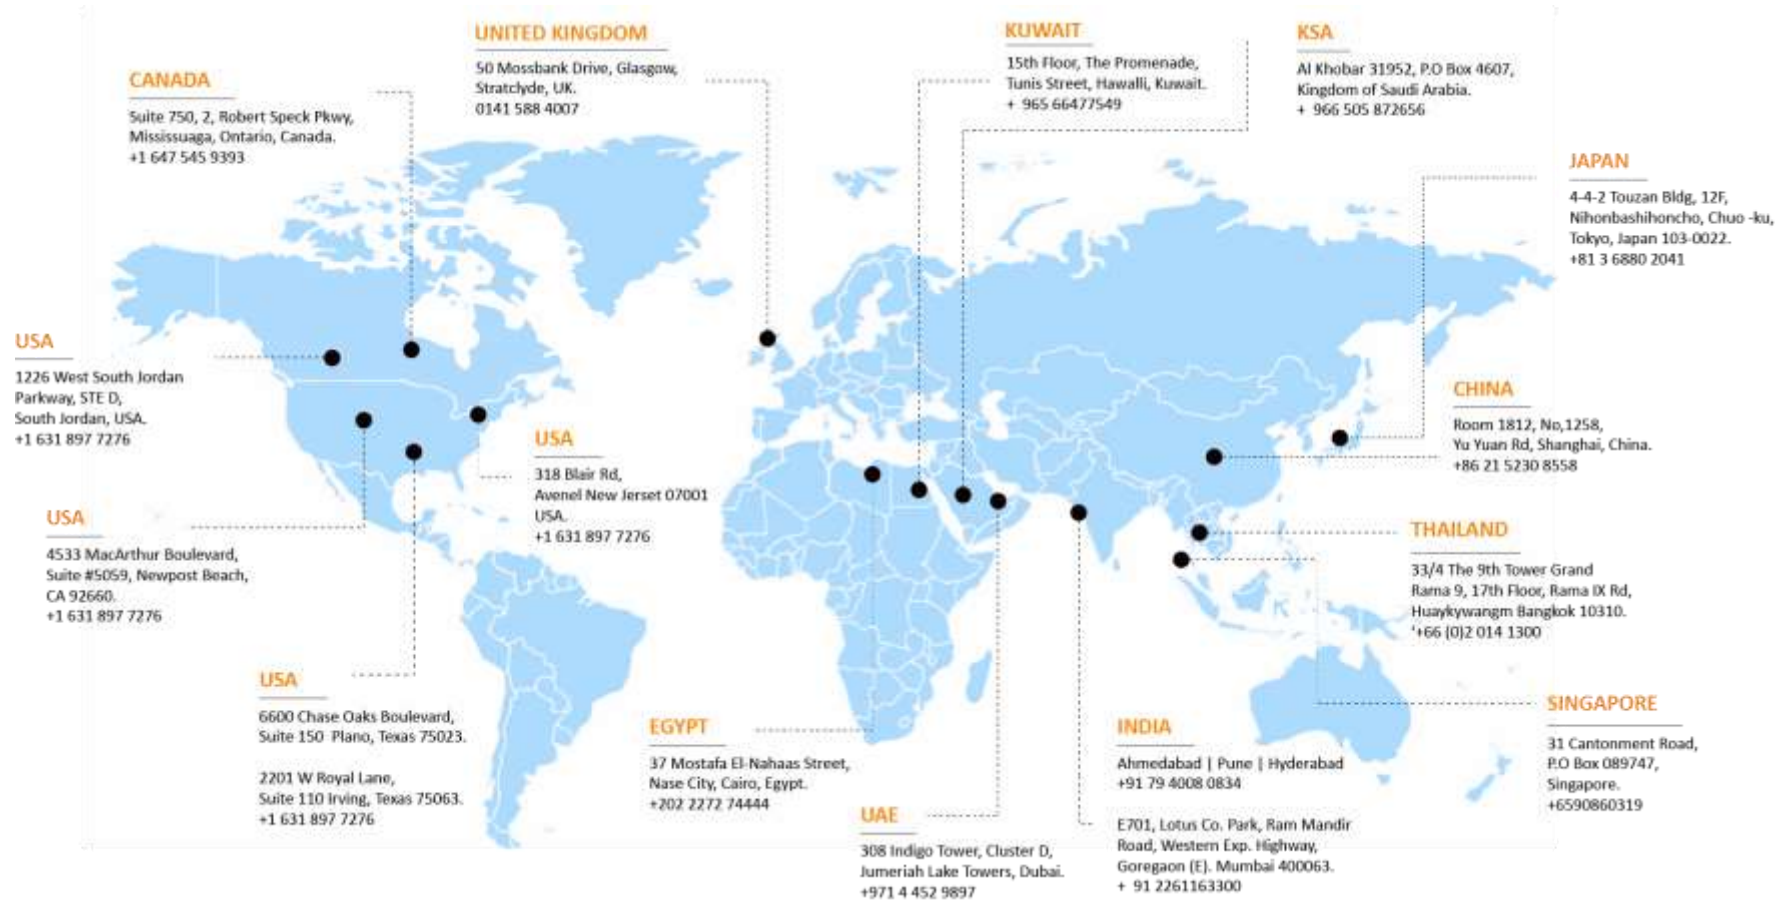 UNITED KINGDOM
50 Mossbank Drive, Glasgow,
Stratclyde, UK.
0141 588 4007
KUWAIT
15th Floor, The Promenade,
Tunis Street, Hawalli, Kuwait.
+ 965 66477549
KSA
Al Khobar 31952, P.O Box 4607,
Kingdom of Saudi Arabia.
+ 966 505 872656
CANADA
Suite 750, 2, Robert Speck Pkwy,
Mississuaga, Ontario, Canada.
+1 647 545 9393
JAPAN
4-4-2 Touzan Bldg, 12F,
Nihonbashihoncho, Chuo -ku,
Tokyo, Japan 103-0022.
+81 3 6880 2041
USA
1226 West South Jordan
Parkway, STE D,
South Jordan, USA.
+1 631 897 7276
CHINA
Room 1812, No,1258,
Yu Yuan Rd, Shanghai, China.
+86 21 5230 8558
USA
318 Blair Rd,
Avenel New Jerset 07001
USA.
+1 631 897 7276
USA
4533 MacArthur Boulevard,
Suite #5059, Newpost Beach,
CA 92660.
+1 631 897 7276
THAILAND
33/4 The 9th Tower Grand
Rama 9, 17th Floor, Rama IX Rd,
Huaykywangm Bangkok 10310.
'+66 (0)2 014 1300
USA
6600 Chase Oaks Boulevard,
Suite 150 Plano, Texas 75023.
2201 W Royal Lane,
Suite 110 Irving, Texas 75063.
+1 631 897 7276
EGYPT
37 Mostafa El-Nahaas Street,
Nase City, Cairo, Egypt.
+202 2272 74444
UAE
308 Indigo Tower, Cluster D,
Jumeriah Lake Towers, Dubai.
+971 4 452 9897
INDIA
Ahmedabad | Pune | Hyderabad
+91 79 4008 0834
E701, Lotus Co. Park, Ram Mandir
Road, Western Exp. Highway,
Goregaon (E). Mumbai 400063.
+ 91 2261163300
SINGAPORE
31 Cantonment Road,
P.O Box 089747,
Singapore.
+6590860319